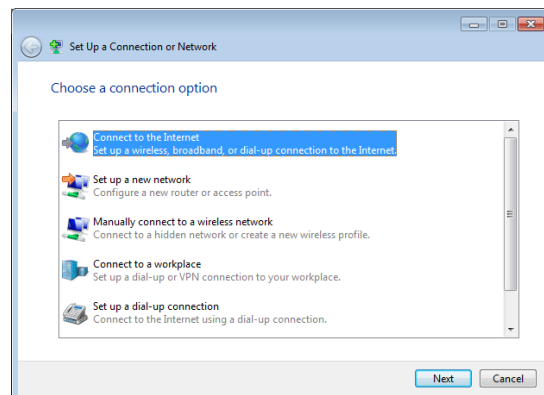 Set Up a Connection or Network
Choose a connection option
Connect to the Internet
Set up a wireless, broadband, or dial-up connection to the Internet.
Set up a new network
Configure a new router or access point.
Manually connect to a wireless network
Connect to a hidden network or create a new wireless profile.
Connect to a workplace
Set up a dial-up or VPN connection to your workplace.
Set up a dial-up connection
Connect to the Internet using a dial-up connection.
Next Cancel